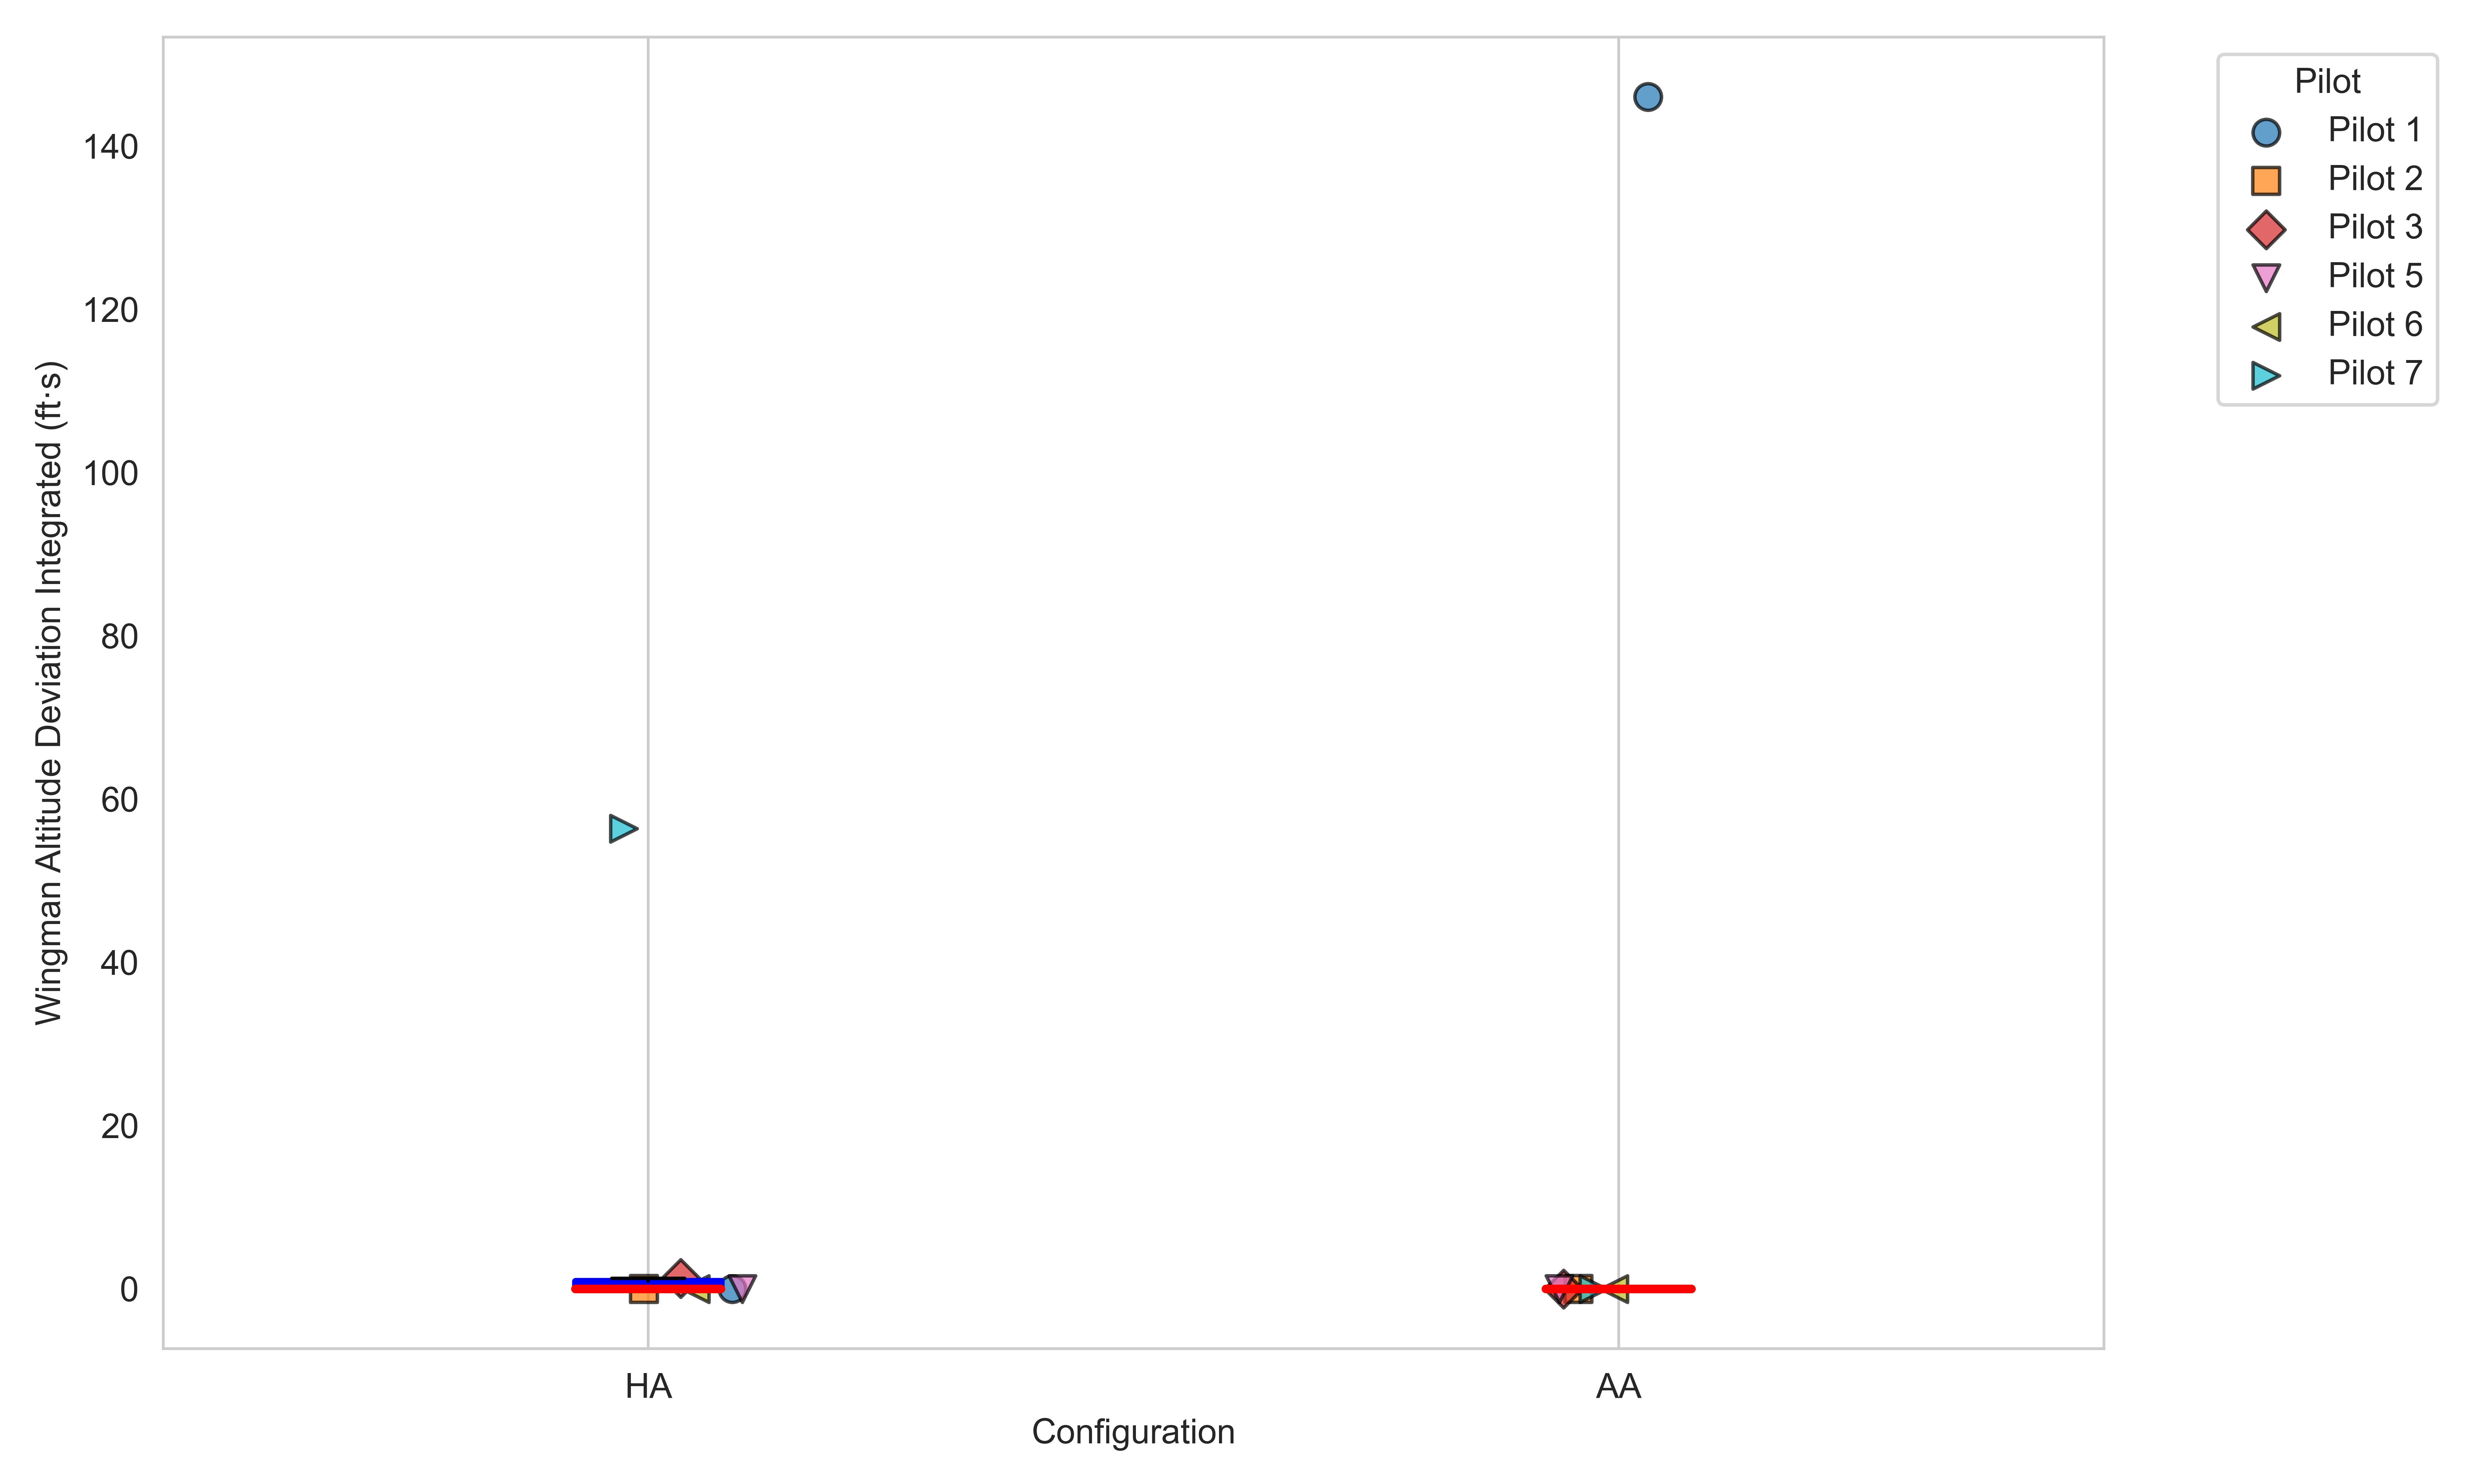 Wingman Altitude Deviation Integrated (ft·s)
140
120
100
80
60
40
20
0
HA
AA
Configuration
Pilot
Pilot 1
Pilot 2
Pilot 3
Pilot 5
Pilot 6
Pilot 7